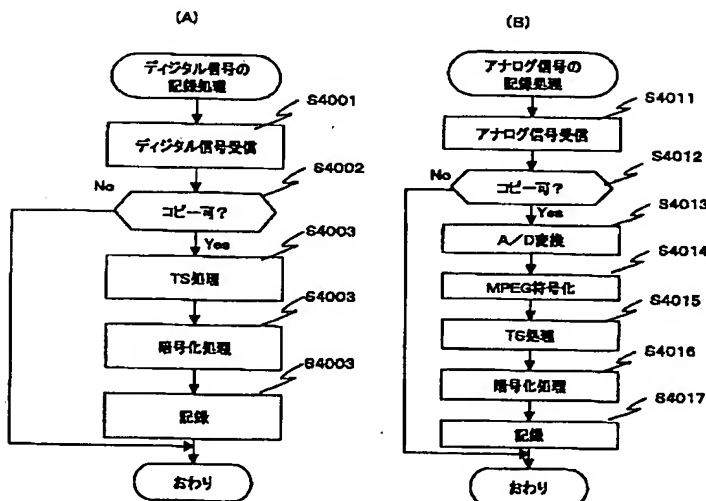 (A)
ディジタル信号の
記録処理
S4001
ディジタル信号受信
S4002
No
コピー可?
Yes
S4003
TS処理
S4003
暗号化処理
S4003
記録
おわり
(B)
アナログ信号の
記録処理
S4011
アナログ信号受信
S4012
No
コピー可?
Yes
S4013
A/D変換
S4014
MPEG符号化
S4015
TS処理
S4016
暗号化処理
S4017
記録
おわり